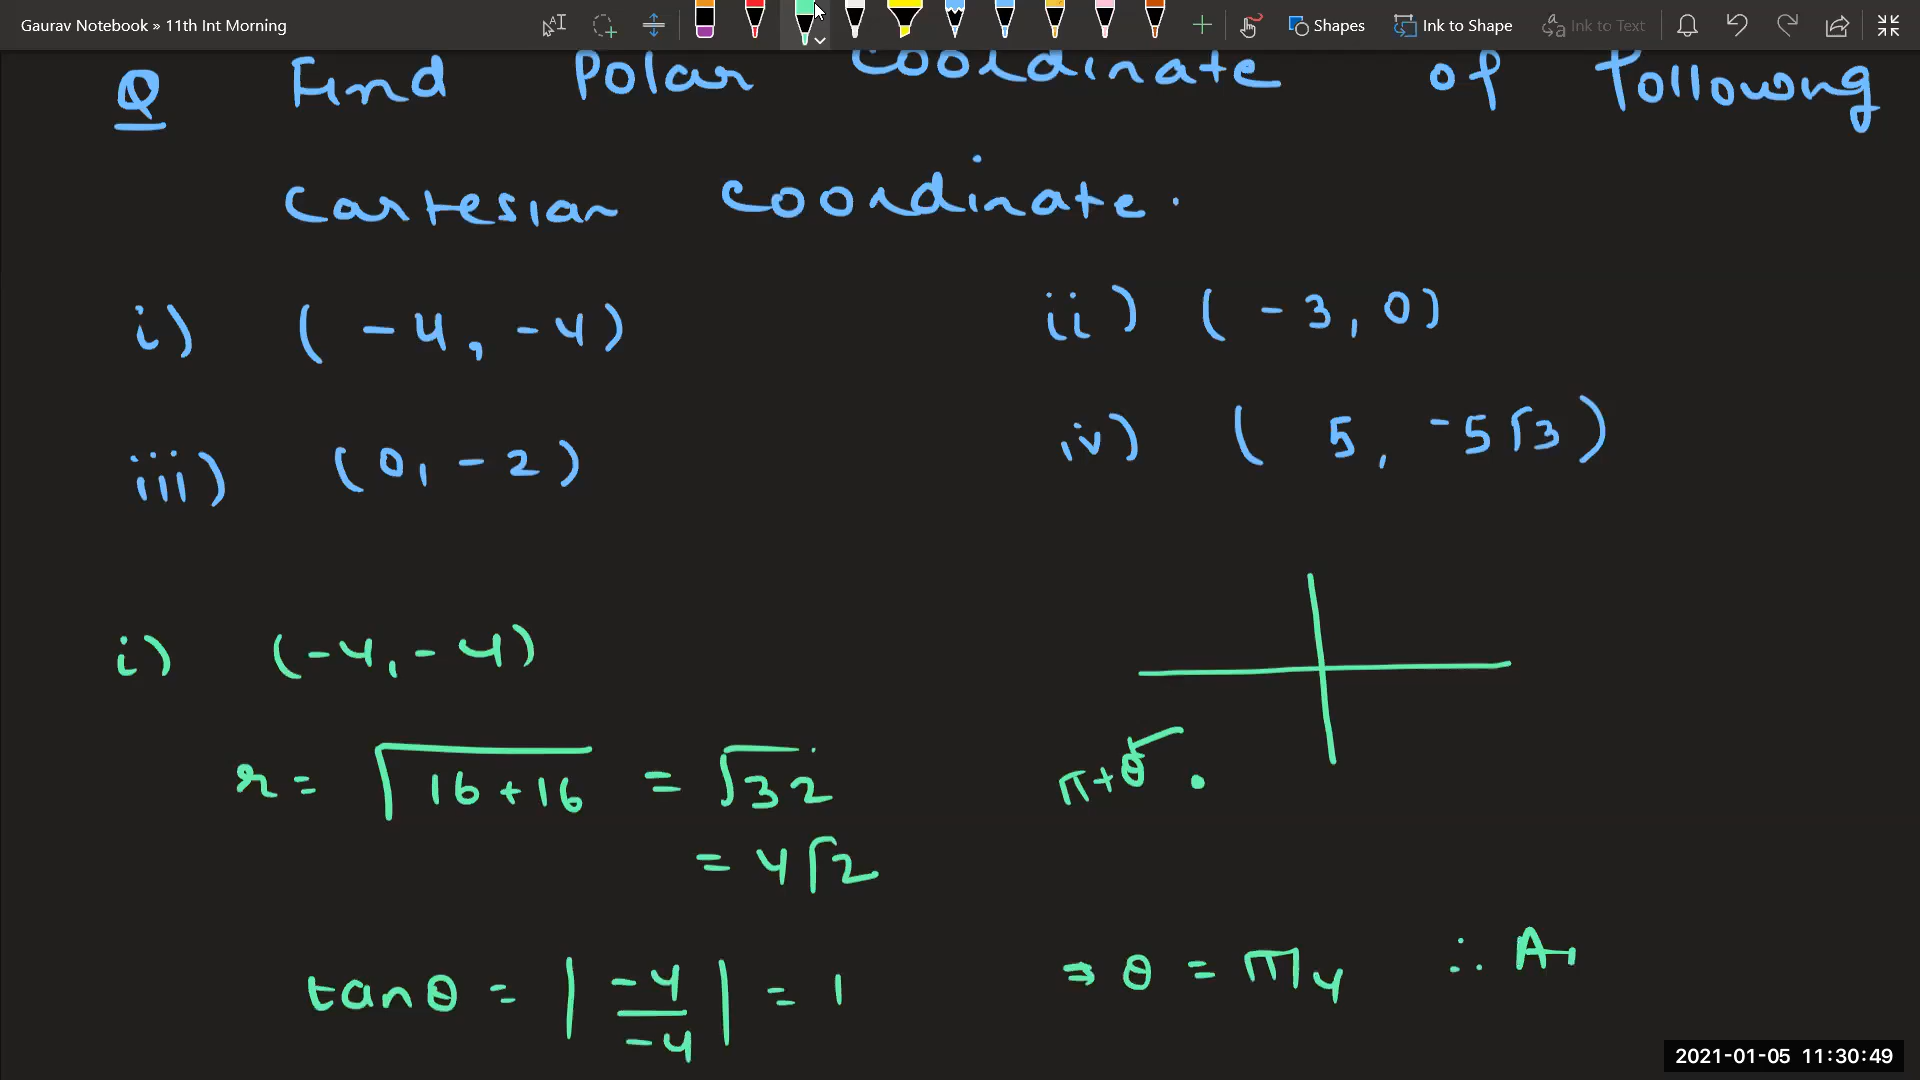 Gaurav Notebook » 11th Int Morning
Shapes
Ink to Shape
Ink to Text
Q Find Polar Coordinate of following
Cartesian Coordinate.
i) (-4, -4)
ii) (-3, 0)
iii) (0, -2)
iv) (5, -5√3)
i) (-4, -4)
r = √16+16 = √32
= 4√2
π+θ
tanθ = |-4/-4| = 1
⇒ θ = π/4 ∴ A
2021-01-05 11:30:49